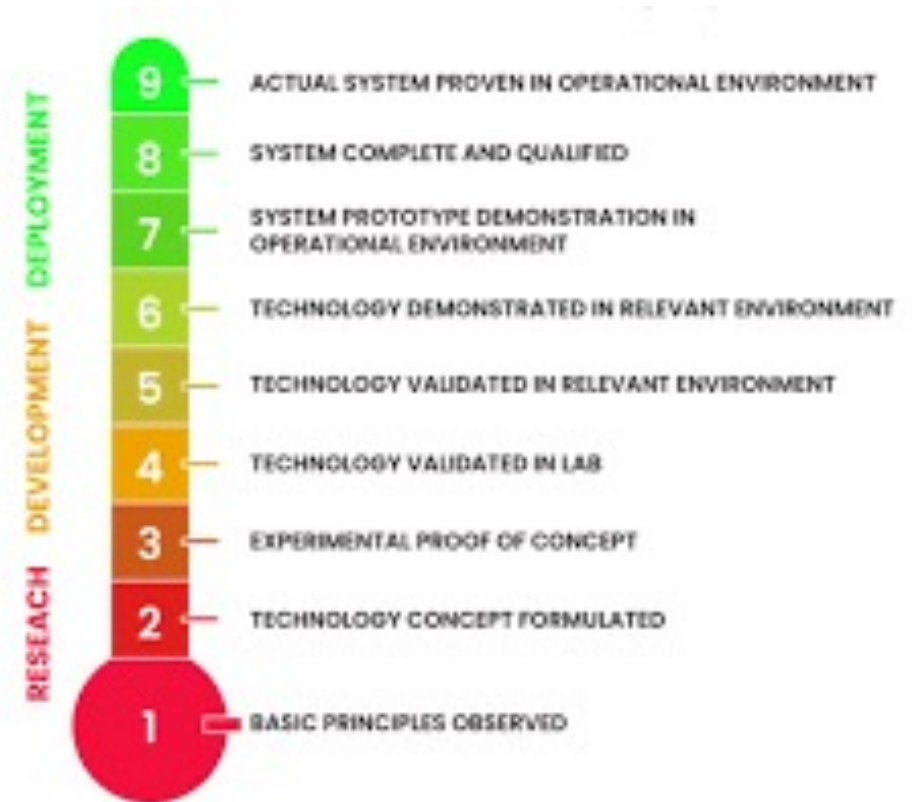 9 ACTUAL SYSTEM PROVEN IN OPERATIONAL ENVIRONMENT
8 SYSTEM COMPLETE AND QUALIFIED
7 SYSTEM PROTOTYPE DEMONSTRATION IN
OPERATIONAL ENVIRONMENT
6 TECHNOLOGY DEMONSTRATED IN RELEVANT ENVIRONMENT
5 TECHNOLOGY VALIDATED IN RELEVANT ENVIRONMENT
4 TECHNOLOGY VALIDATED IN LAB
3 EXPERIMENTAL PROOF OF CONCEPT
2 TECHNOLOGY CONCEPT FORMULATED
1 BASIC PRINCIPLES OBSERVED
DEPLOYMENT
DEVELOPMENT
RESEACH